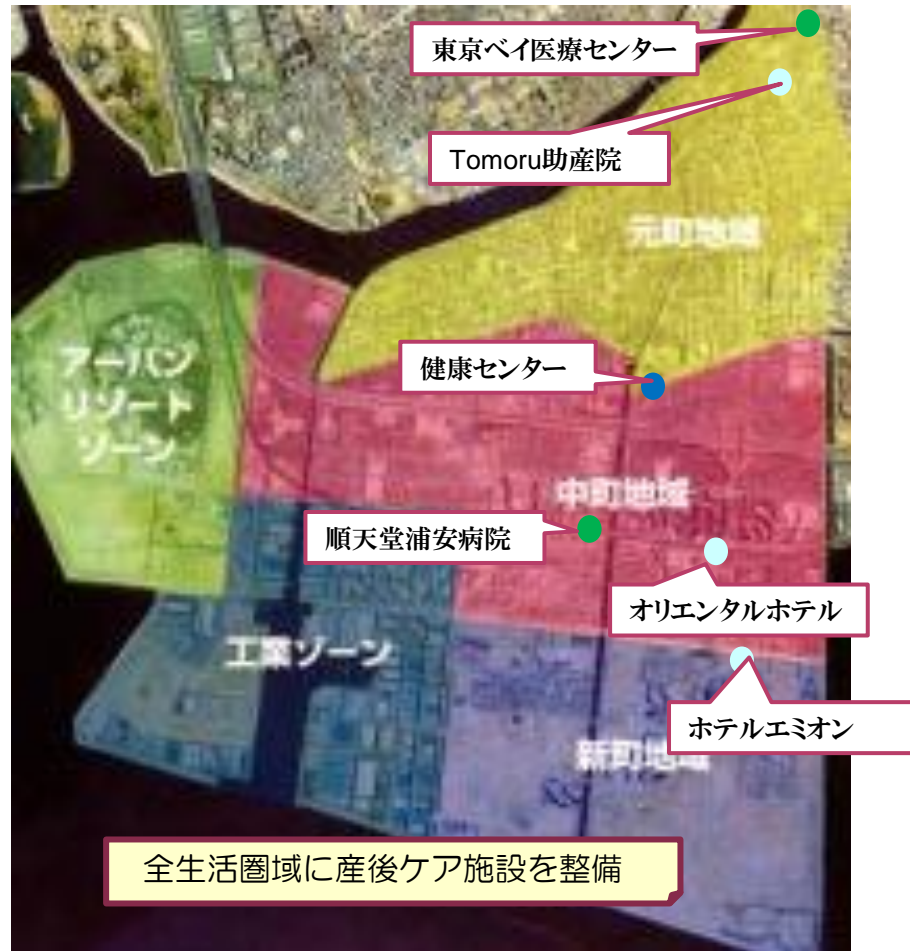 東京ベイ医療センター
Tomoru助産院
元町地域
健康センター
アーバン
リゾート
ゾーン
中町地域
順天堂浦安病院
オリエンタルホテル
工業ゾーン
ホテルエミオン
新町地域
全生活圏域に産後ケア施設を整備